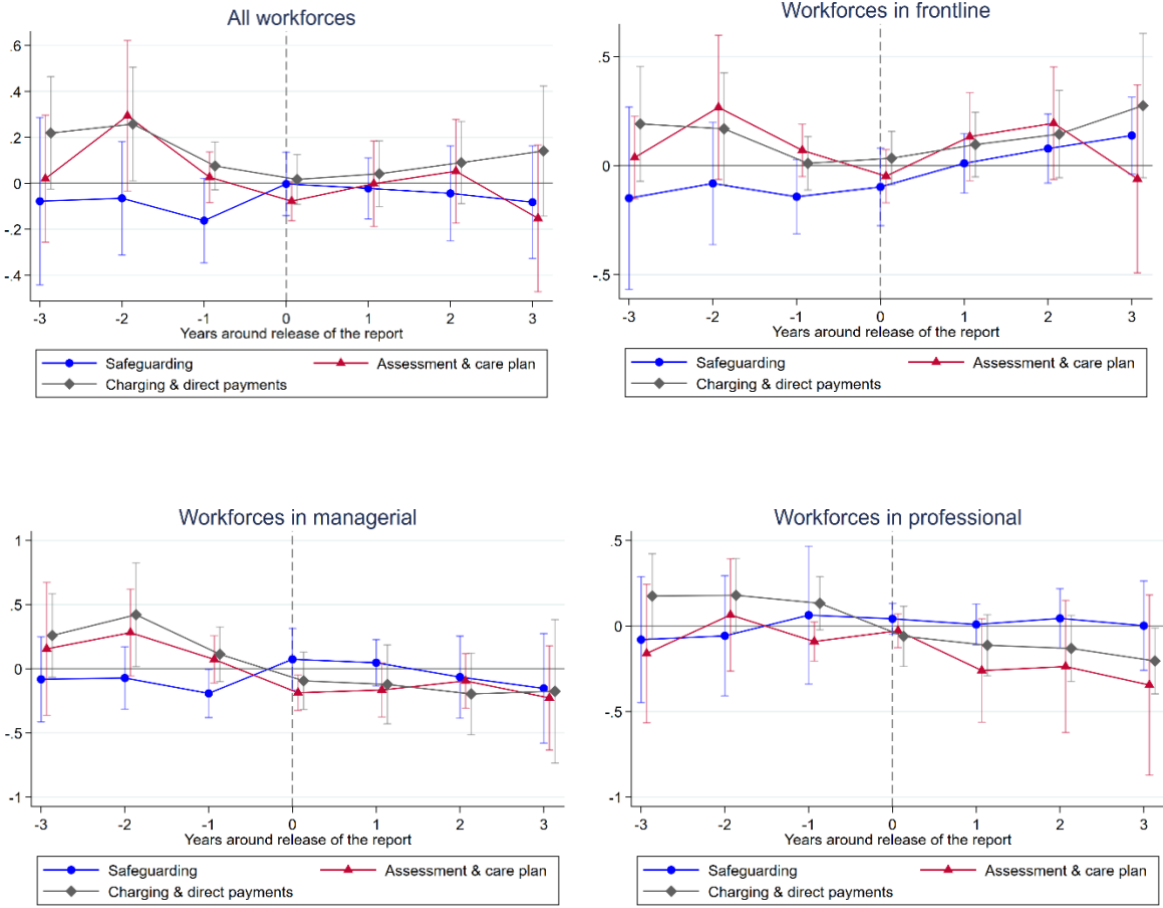 All workforces
.6
.4
.2
0
-.2
-.4
-3 -2 -1 0 1 2 3
Years around release of the report
Safeguarding Assessment & care plan
Charging & direct payments
Workforces in frontline
.5
0
-.5
-3 -2 -1 0 1 2 3
Years around release of the report
Safeguarding Assessment & care plan
Charging & direct payments
Workforces in managerial
1
.5
0
-.5
-1
-3 -2 -1 0 1 2 3
Years around release of the report
Safeguarding Assessment & care plan
Charging & direct payments
Workforces in professional
.5
0
-.5
-1
-3 -2 -1 0 1 2 3
Years around release of the report
Safeguarding Assessment & care plan
Charging & direct payments